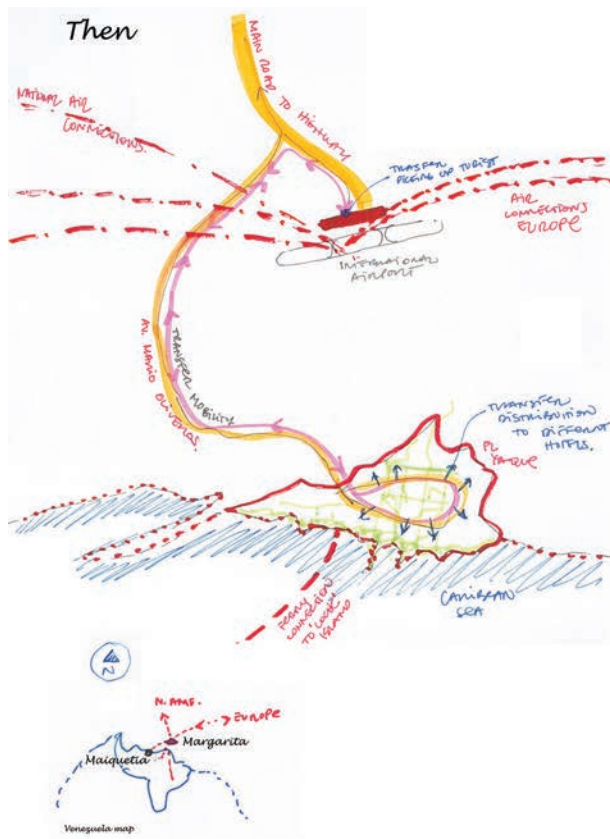 Then
MAIN ROAD TO HIGHWAY
NATIONAL AIR
CONNECTIONS.
TRANSFER
PICKING UP TURIST
AIR
CONNECTIONS
EUROPE
INTERNATIONAL
AIRPORT
AV. MARIO OLIVEROS.
TRANSFER MOBILITY
TRANSFER
DISTRIBUTION
TO DIFFERENT
HOTELS.
EL
YAQUE
CARIBBEAN
SEA
FERRY
CONNECTION
TO
ISLAND
N
N. AME.
EUROPE
Margarita
Maiquetia
Venezuela map